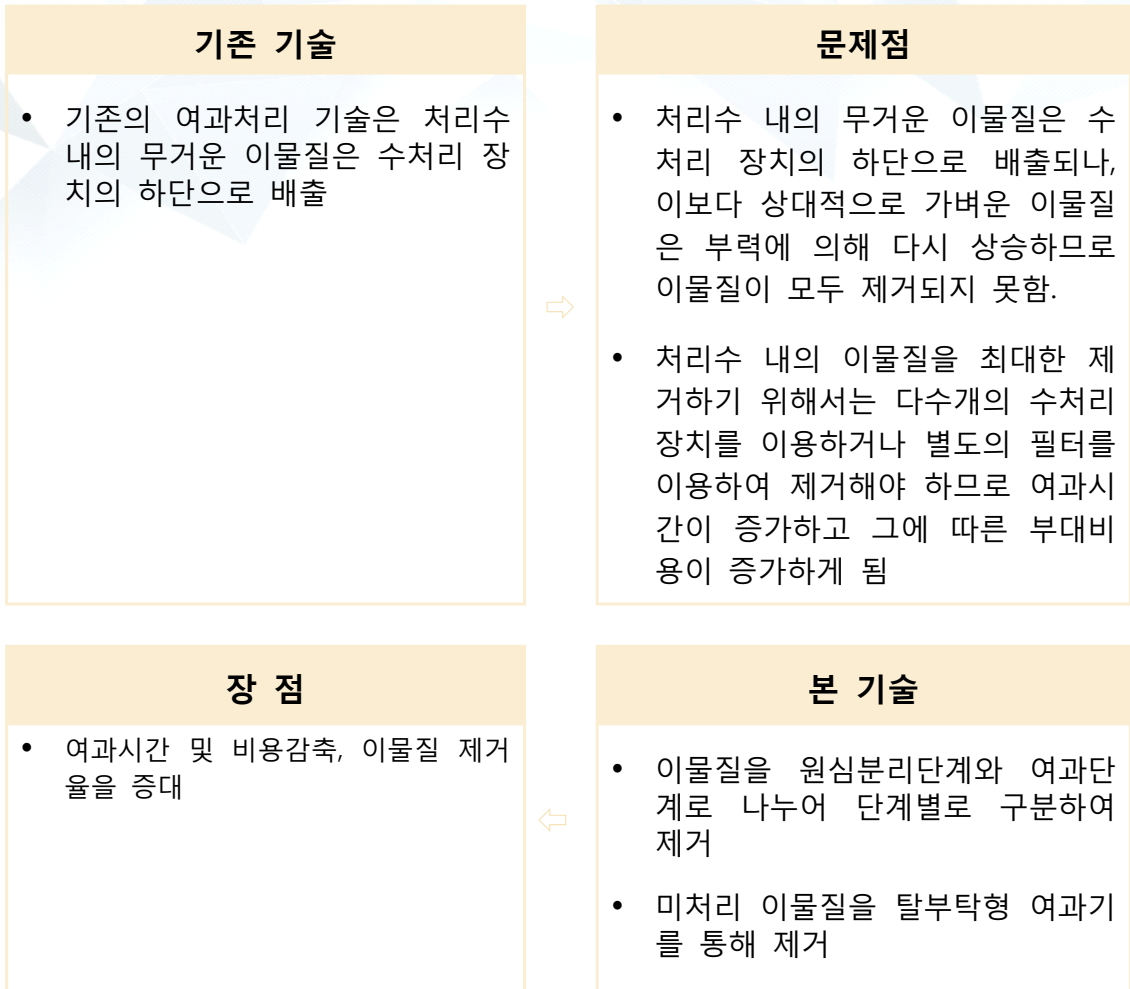 기존 기술
• 기존의 여과처리 기술은 처리수
내의 무거운 이물질은 수처리 장
치의 하단으로 배출
문제점
• 처리수 내의 무거운 이물질은 수
처리 장치의 하단으로 배출되나,
이보다 상대적으로 가벼운 이물질
은 부력에 의해 다시 상승하므로
이물질이 모두 제거되지 못함.
• 처리수 내의 이물질을 최대한 제
거하기 위해서는 다수개의 수처리
장치를 이용하거나 별도의 필터를
이용하여 제거해야 하므로 여과시
간이 증가하고 그에 따른 부대비
용이 증가하게 됨
장 점
• 여과시간 및 비용감축, 이물질 제거
율을 증대
본 기술
• 이물질을 원심분리단계와 여과단
계로 나누어 단계별로 구분하여
제거
• 미처리 이물질을 탈부탁형 여과기
를 통해 제거